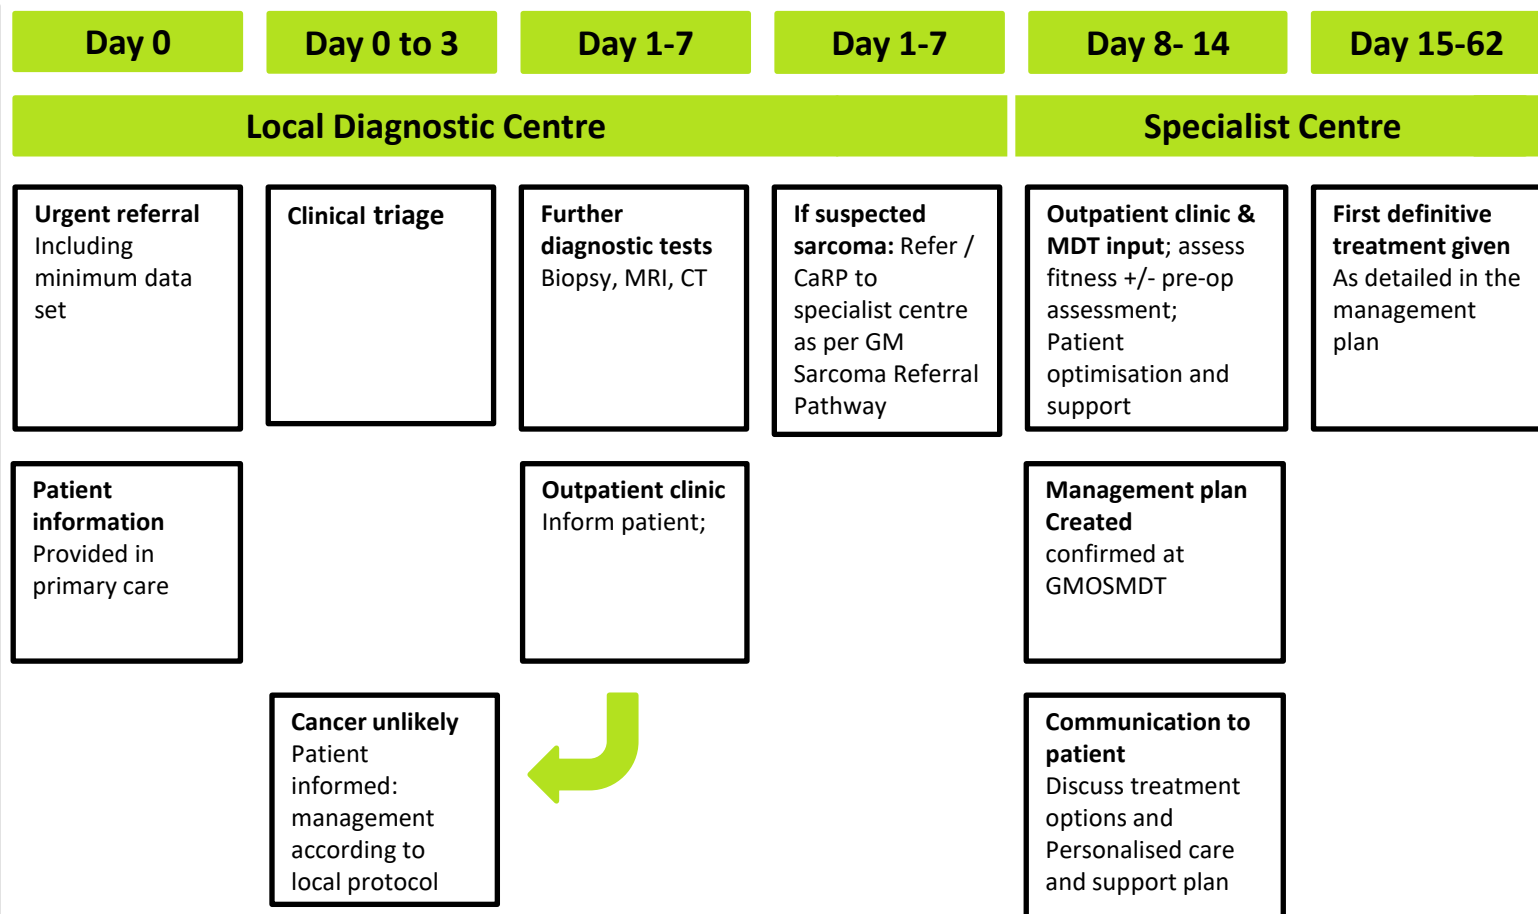 Day 0
Day 0 to 3
Day 1-7
Day 1-7
Day 8- 14
Day 15-62
Local Diagnostic Centre
Specialist Centre
Urgent referral
Including
minimum data
set
Clinical triage
Further
diagnostic tests
Biopsy, MRI, CT
If suspected
sarcoma: Refer /
CaRP to
specialist centre
as per GM
Sarcoma Referral
Pathway
Outpatient clinic &
MDT input; assess
fitness +/- pre-op
assessment;
Patient
optimisation and
support
First definitive
treatment given
As detailed in the
management
plan
Patient
information
Provided in
primary care
Outpatient clinic
Inform patient;
Management plan
Created
confirmed at
GMOSMDT
Cancer unlikely
Patient
informed:
management
according to
local protocol
Communication to
patient
Discuss treatment
options and
Personalised care
and support plan